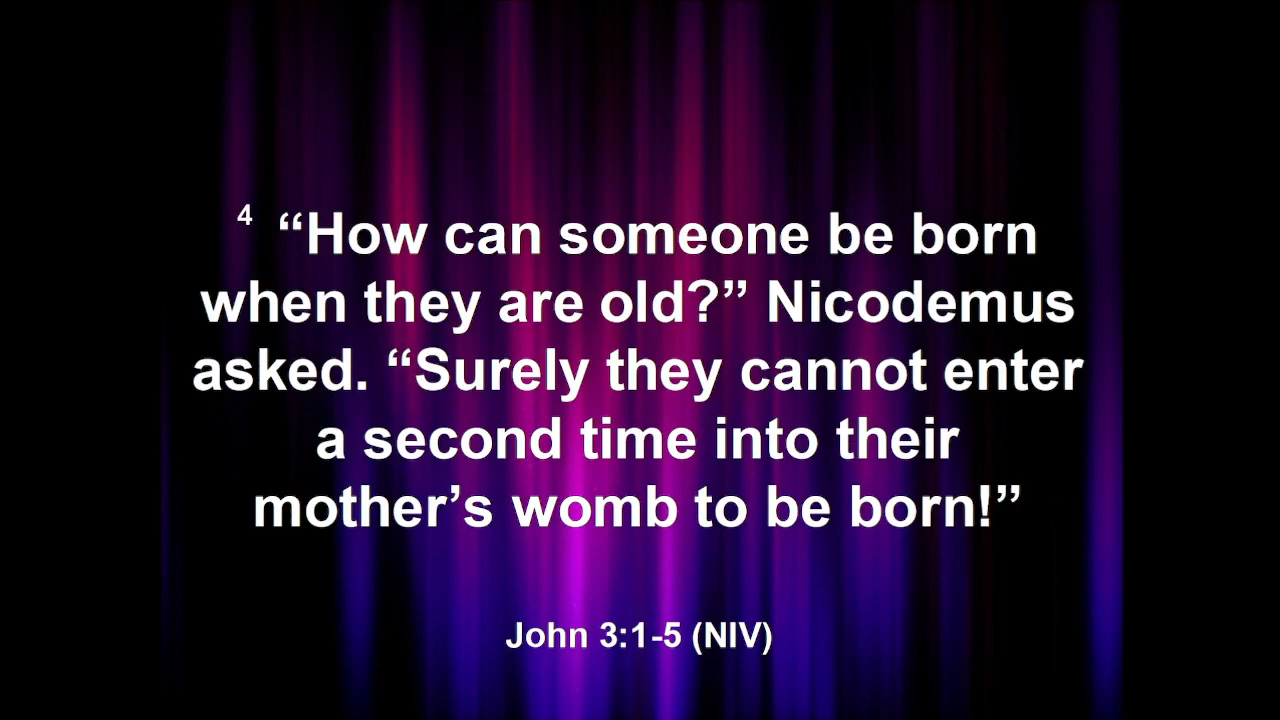 4 “How can someone be born
when they are old?” Nicodemus
asked. “Surely they cannot enter
a second time into their
mother’s womb to be born!”
John 3:1-5 (NIV)